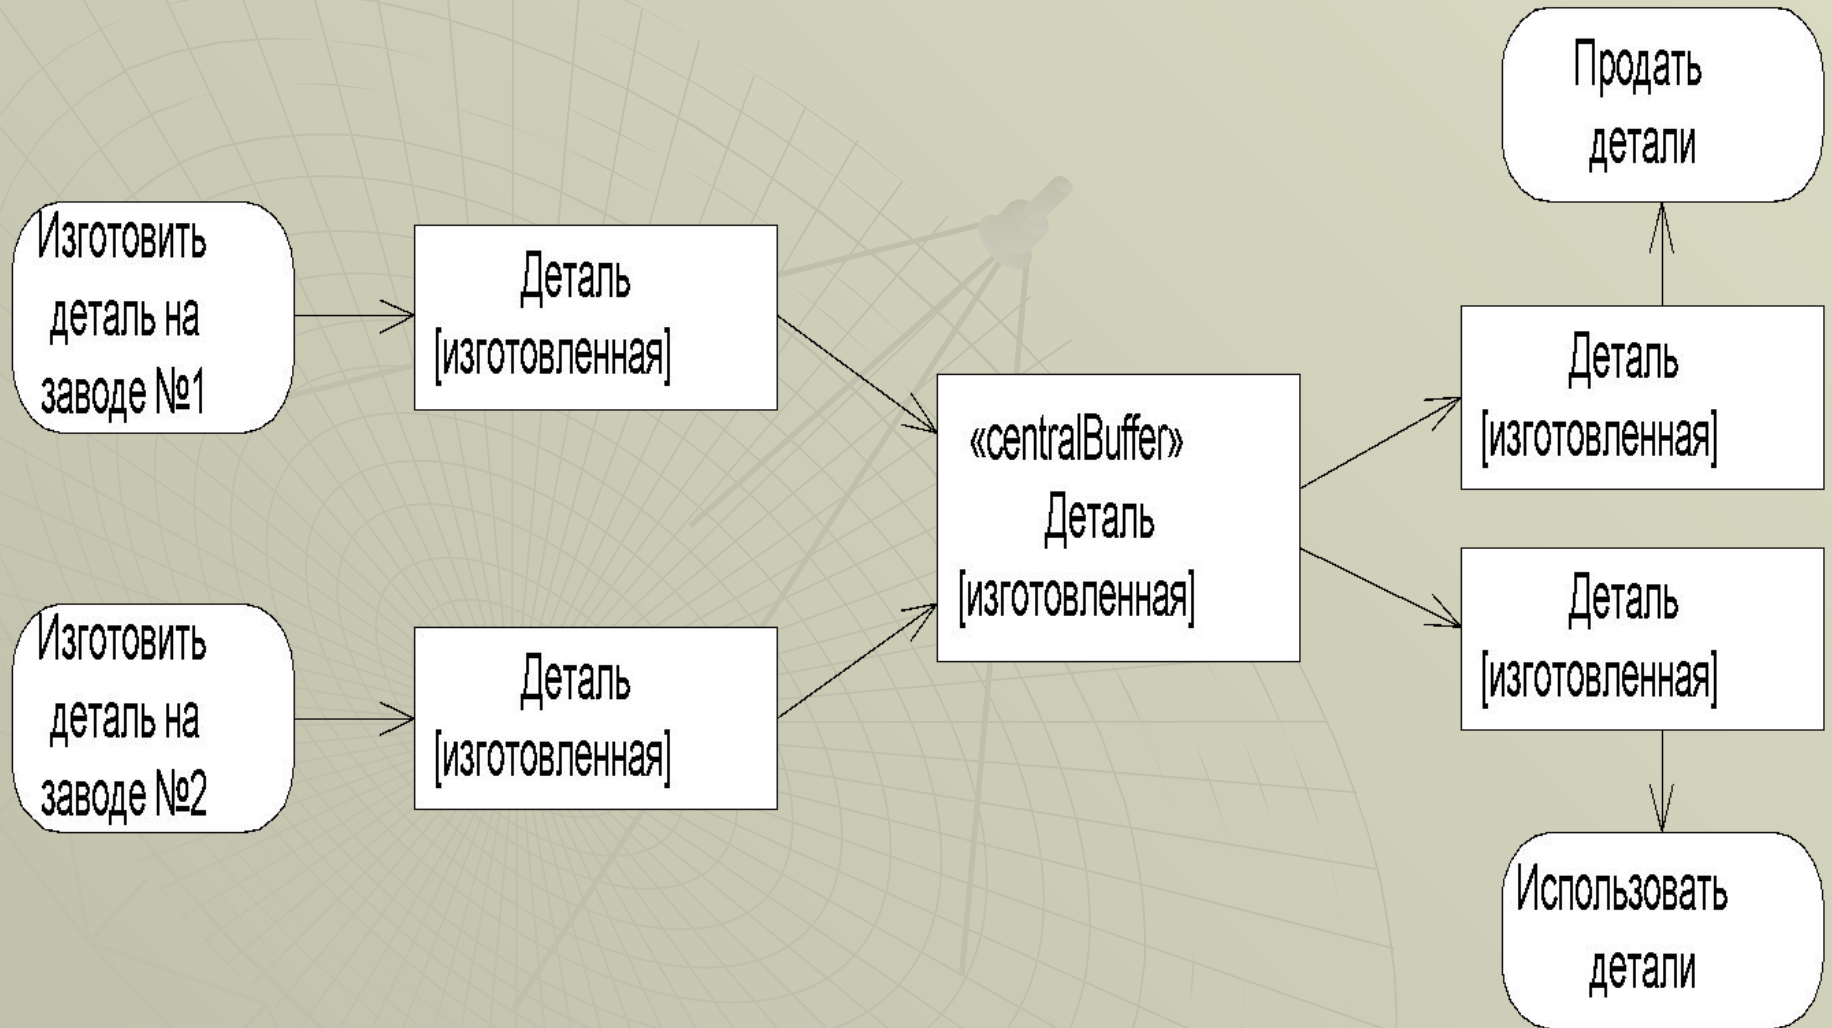 Изготовить
деталь на
заводе №1
Деталь
[изготовленная]
Изготовить
деталь на
заводе №2
Деталь
[изготовленная]
«centralBuffer»
Деталь
[изготовленная]
Продать
детали
Деталь
[изготовленная]
Деталь
[изготовленная]
Использовать
детали